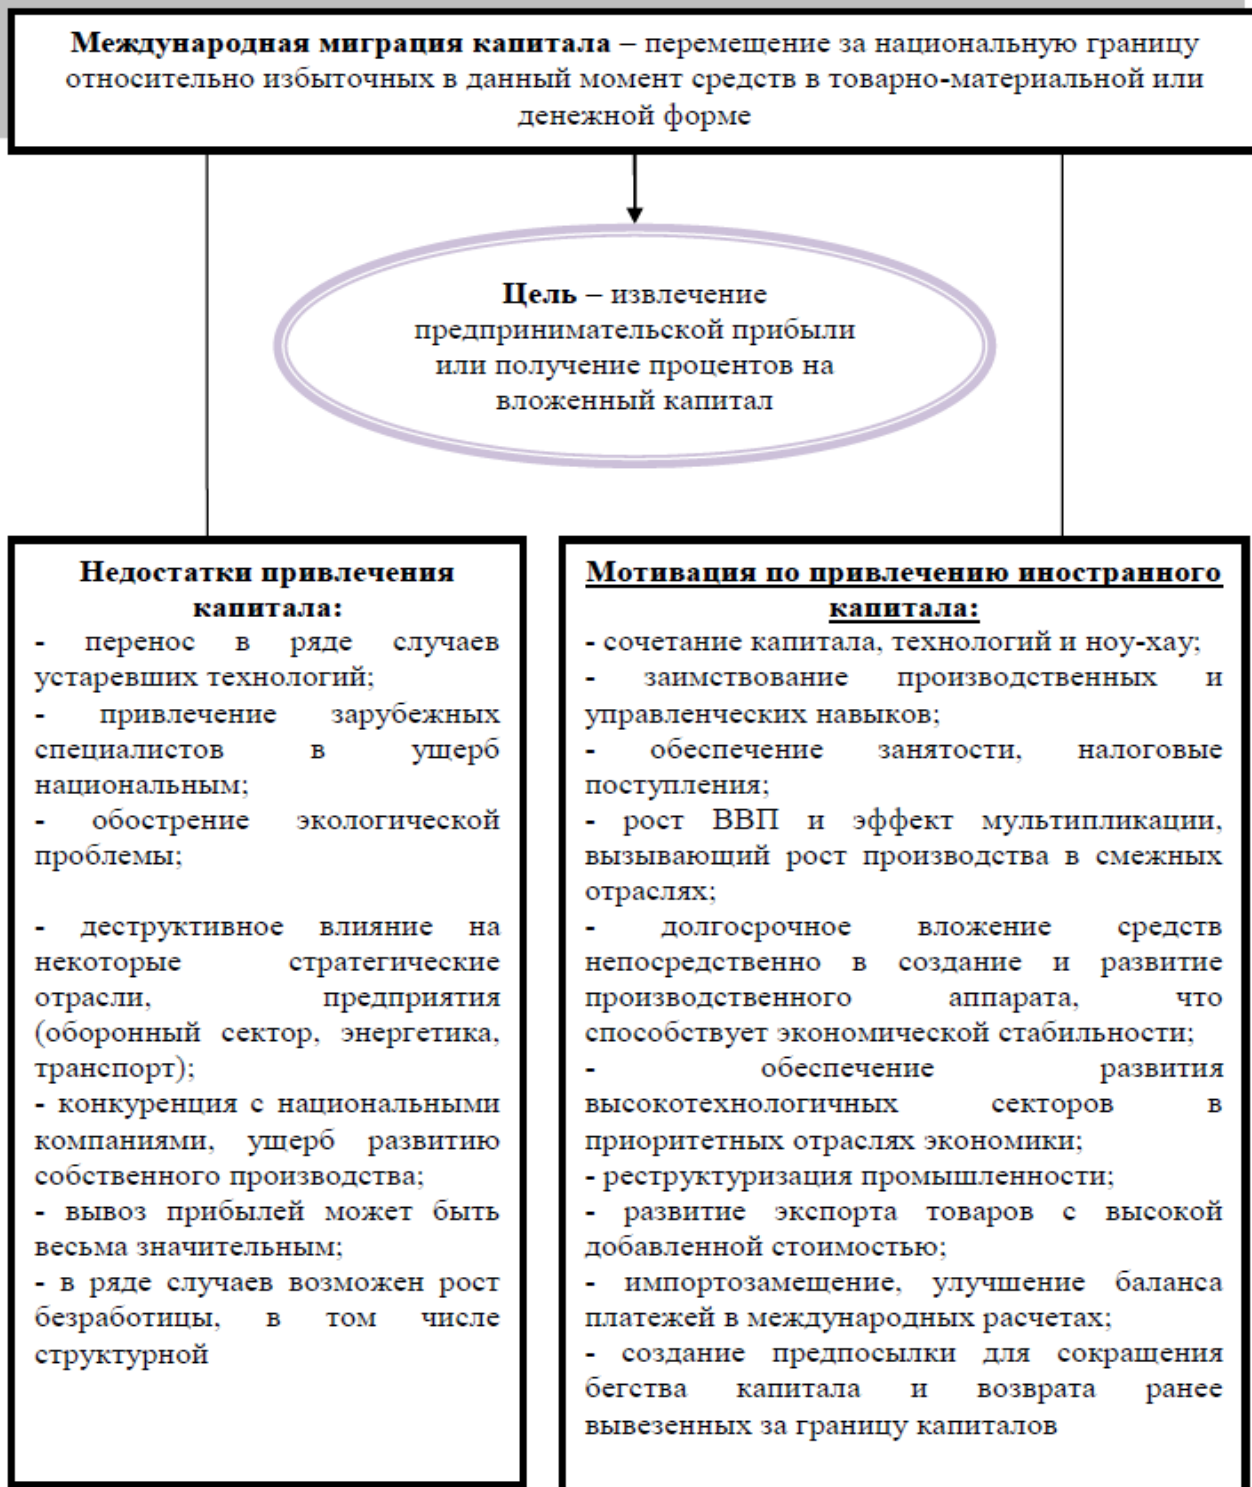 Международная миграция капитала – перемещение за национальную границу
относительно избыточных в данный момент средств в товарно-материальной или
денежной форме
Цель – извлечение
предпринимательской прибыли
или получение процентов на
вложенный капитал
Недостатки привлечения
капитала:
- перенос в ряде случаев
устаревших технологий;
- привлечение зарубежных
специалистов в ущерб
национальным;
- обострение экологической
проблемы;
- деструктивное влияние на
некоторые стратегические
отрасли, предприятия
(оборонный сектор, энергетика,
транспорт);
- конкуренция с национальными
компаниями, ущерб развитию
собственного производства;
- вывоз прибылей может быть
весьма значительным;
- в ряде случаев возможен рост
безработицы, в том числе
структурной
Мотивация по привлечению иностранного
капитала:
- сочетание капитала, технологий и ноу-хау;
- заимствование производственных и
управленческих навыков;
- обеспечение занятости, налоговые
поступления;
- рост ВВП и эффект мультипликации,
вызывающий рост производства в смежных
отраслях;
- долгосрочное вложение средств
непосредственно в создание и развитие
производственного аппарата, что
способствует экономической стабильности;
- обеспечение развития
высокотехнологичных секторов в
приоритетных отраслях экономики;
- реструктуризация промышленности;
- развитие экспорта товаров с высокой
добавленной стоимостью;
- импортозамещение, улучшение баланса
платежей в международных расчетах;
- создание предпосылки для сокращения
бегства капитала и возврата ранее
вывезенных за границу капиталов